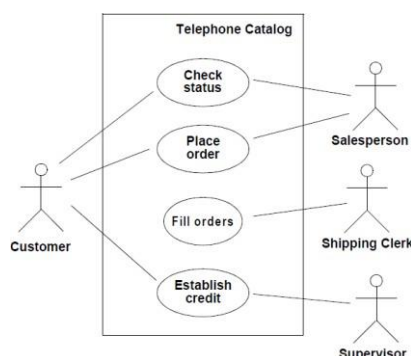 Telephone Catalog
Check
status
Place
order
Salesperson
Fill orders
Customer
Shipping Clerk
Establish
credit
Supervisor